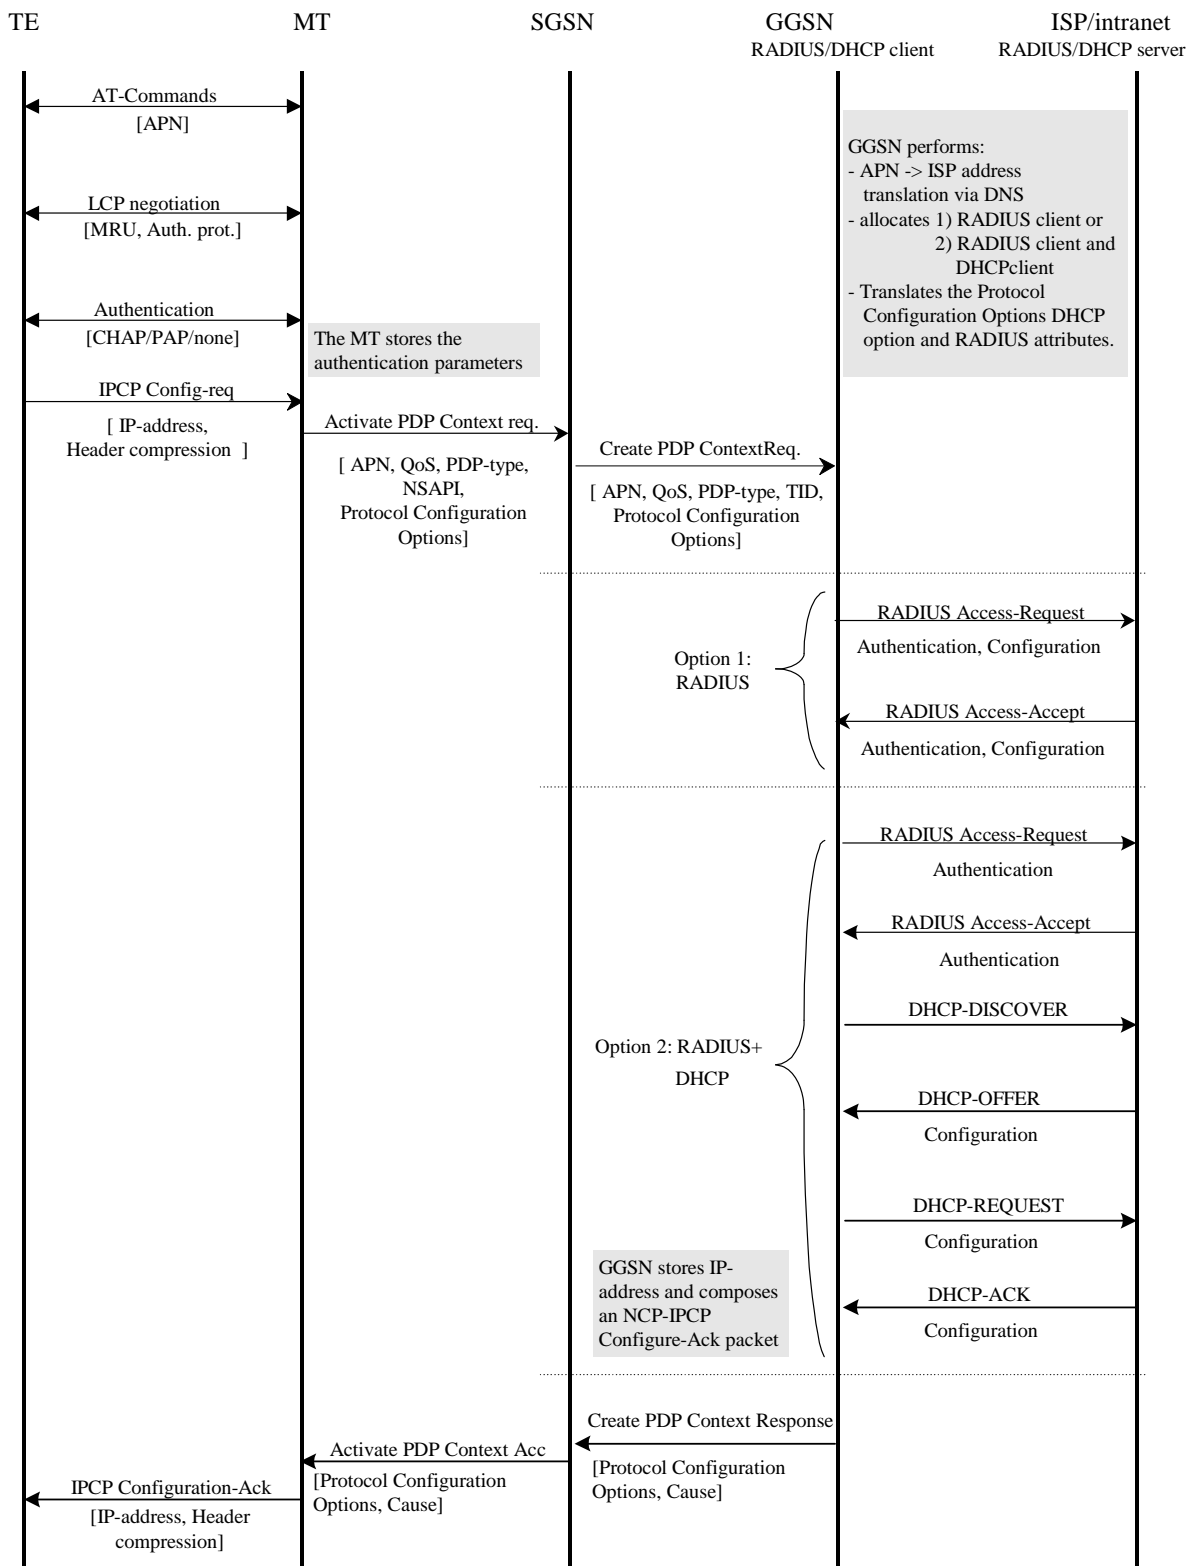 TE
MT
SGSN
GGSN
ISP/intranet
RADIUS/DHCP client
RADIUS/DHCP server
AT-Commands
[APN]
GGSN performs:
- APN -> ISP address
translation via DNS
- allocates 1) RADIUS client or
2) RADIUS client and
DHCPclient
- Translates the Protocol
Configuration Options DHCP
option and RADIUS attributes.
LCP negotiation
[MRU, Auth. prot.]
Authentication
[CHAP/PAP/none]
The MT stores the
authentication parameters
IPCP Config-req
[ IP-address,
Header compression ]
Activate PDP Context req.
[ APN, QoS, PDP-type,
NSAPI,
Protocol Configuration
Options]
Create PDP ContextReq.
[ APN, QoS, PDP-type, TID,
Protocol Configuration
Options]
Option 1:
RADIUS
RADIUS Access-Request
Authentication, Configuration
RADIUS Access-Accept
Authentication, Configuration
Option 2: RADIUS+
DHCP
RADIUS Access-Request
Authentication
RADIUS Access-Accept
Authentication
DHCP-DISCOVER
DHCP-OFFER
Configuration
DHCP-REQUEST
Configuration
DHCP-ACK
Configuration
GGSN stores IP-
address and composes
an NCP-IPCP
Configure-Ack packet
Create PDP Context Response
[Protocol Configuration
Options, Cause]
Activate PDP Context Acc
[Protocol Configuration
Options, Cause]
IPCP Configuration-Ack
[IP-address, Header
compression]